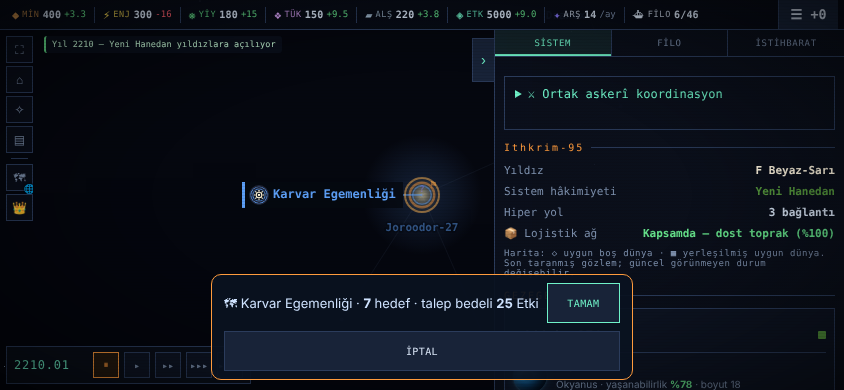 MİN 400 +3.3 ENJ 300 -16 YİY 180 +15 TÜK 150 +9.5 ALŞ 220 +3.8 ETK 5000 +9.0 ARŞ 14 /ay FİLO 6/46 ☰ +0
Yıl 2210 — Yeni Hanedan yıldızlara açılıyor
SİSTEM FİLO İSTİHBARAT
›
▶ ⚔ Ortak askerî koordinasyon
Ithkrim-95
Yıldız F Beyaz-Sarı
Sistem hâkimiyeti Yeni Hanedan
Hiper yol 3 bağlantı
Lojistik ağ Kapsamda — dost toprak (%100)
Harita: ◇ uygun boş dünya · ■ yerleşilmiş uygun dünya.
Son taranmış gözlem; güncel görünmeyen durum
değişebilir.
Karvar Egemenliği
Joroodor-27
Karvar Egemenliği · 7 hedef · talep bedeli 25 Etki TAMAM
İPTAL
2210.01
Okyanus · yaşanabilirlik %78 · boyut 18